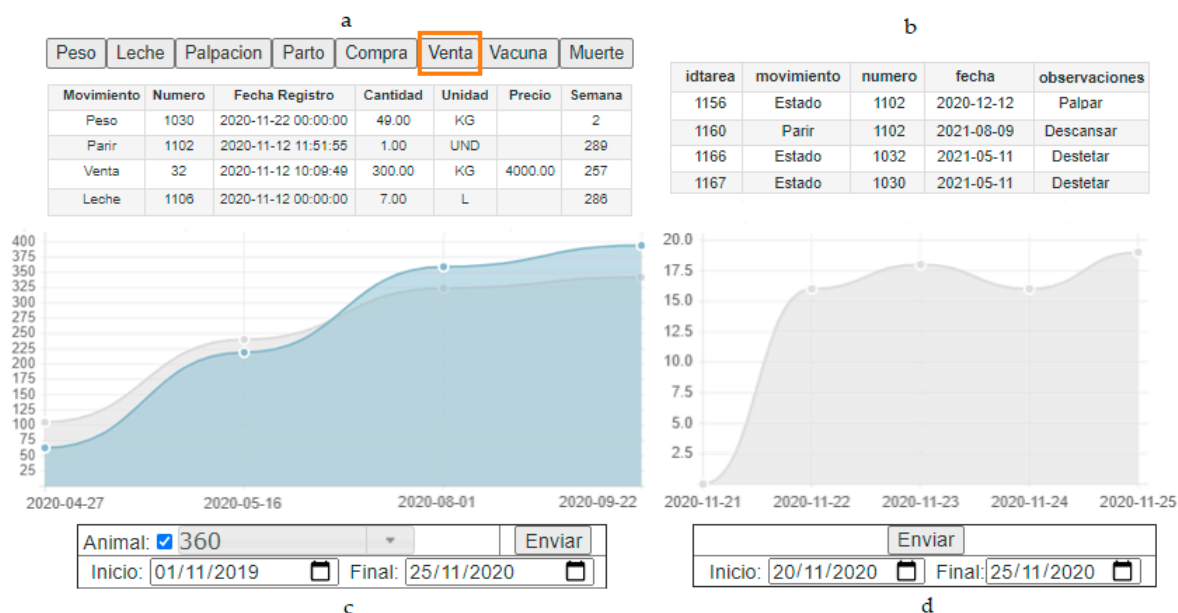 a
Peso Leche Palpacion Parto Compra Venta Vacuna Muerte
Movimiento Numero Fecha Registro Cantidad Unidad Precio Semana
Peso 1030 2020-11-22 00:00:00 49.00 KG 2
Parir 1102 2020-11-12 11:51:55 1.00 UND 289
Venta 32 2020-11-12 10:09:49 300.00 KG 4000.00 257
Leche 1106 2020-11-12 00:00:00 7.00 L 286
b
idtarea movimiento numero fecha observaciones
1156 Estado 1102 2020-12-12 Palpar
1160 Parir 1102 2021-08-09 Descansar
1166 Estado 1032 2021-05-11 Destetar
1167 Estado 1030 2021-05-11 Destetar
400
375
350
325
300
275
250
225
200
175
150
125
100
75
50
25
2020-04-27 2020-05-16 2020-08-01 2020-09-22
Animal: 360 Enviar
Inicio: 01/11/2019 Final: 25/11/2020
c
20.0
17.5
15.0
12.5
10.0
7.5
5.0
2.5
2020-11-21 2020-11-22 2020-11-23 2020-11-24 2020-11-25
Enviar
Inicio: 20/11/2020 Final: 25/11/2020
d